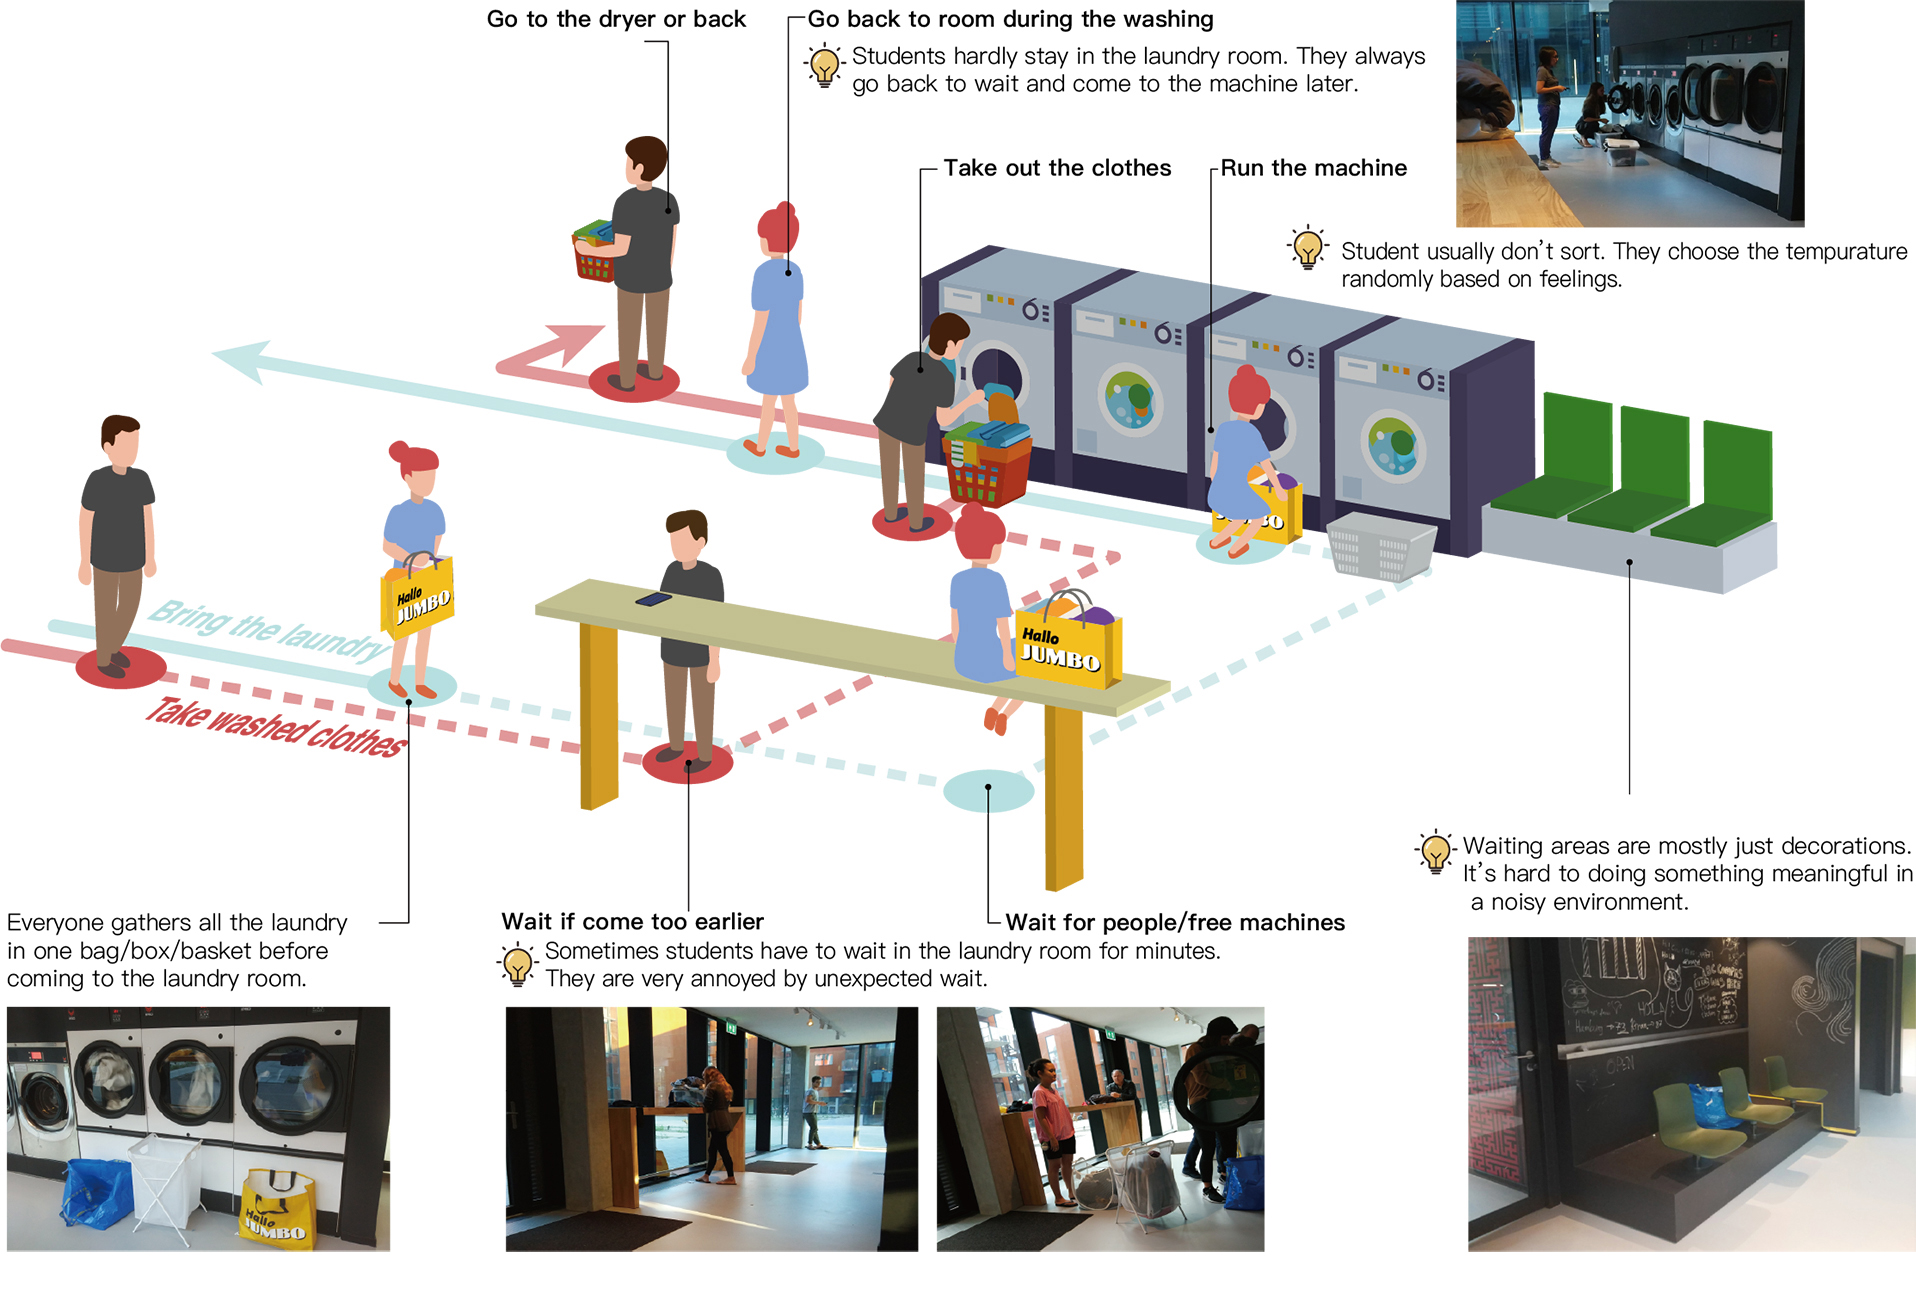 Go to the dryer or back
Go back to room during the washing
Students hardly stay in the laundry room. They always
go back to wait and come to the machine later.
Take out the clothes
Run the machine
Student usually don't sort. They choose the tempurature
randomly based on feelings.
Bring the laundry
Take washed clothes
Hallo
JUMBO
Hallo
JUMBO
Everyone gathers all the laundry
in one bag/box/basket before
coming to the laundry room.
Wait if come too earlier
Sometimes students have to wait in the laundry room for minutes.
They are very annoyed by unexpected wait.
Wait for people/free machines
Waiting areas are mostly just decorations.
It's hard to doing something meaningful in
a noisy environment.
Hallo
JUMBO
HOLA
OPEN